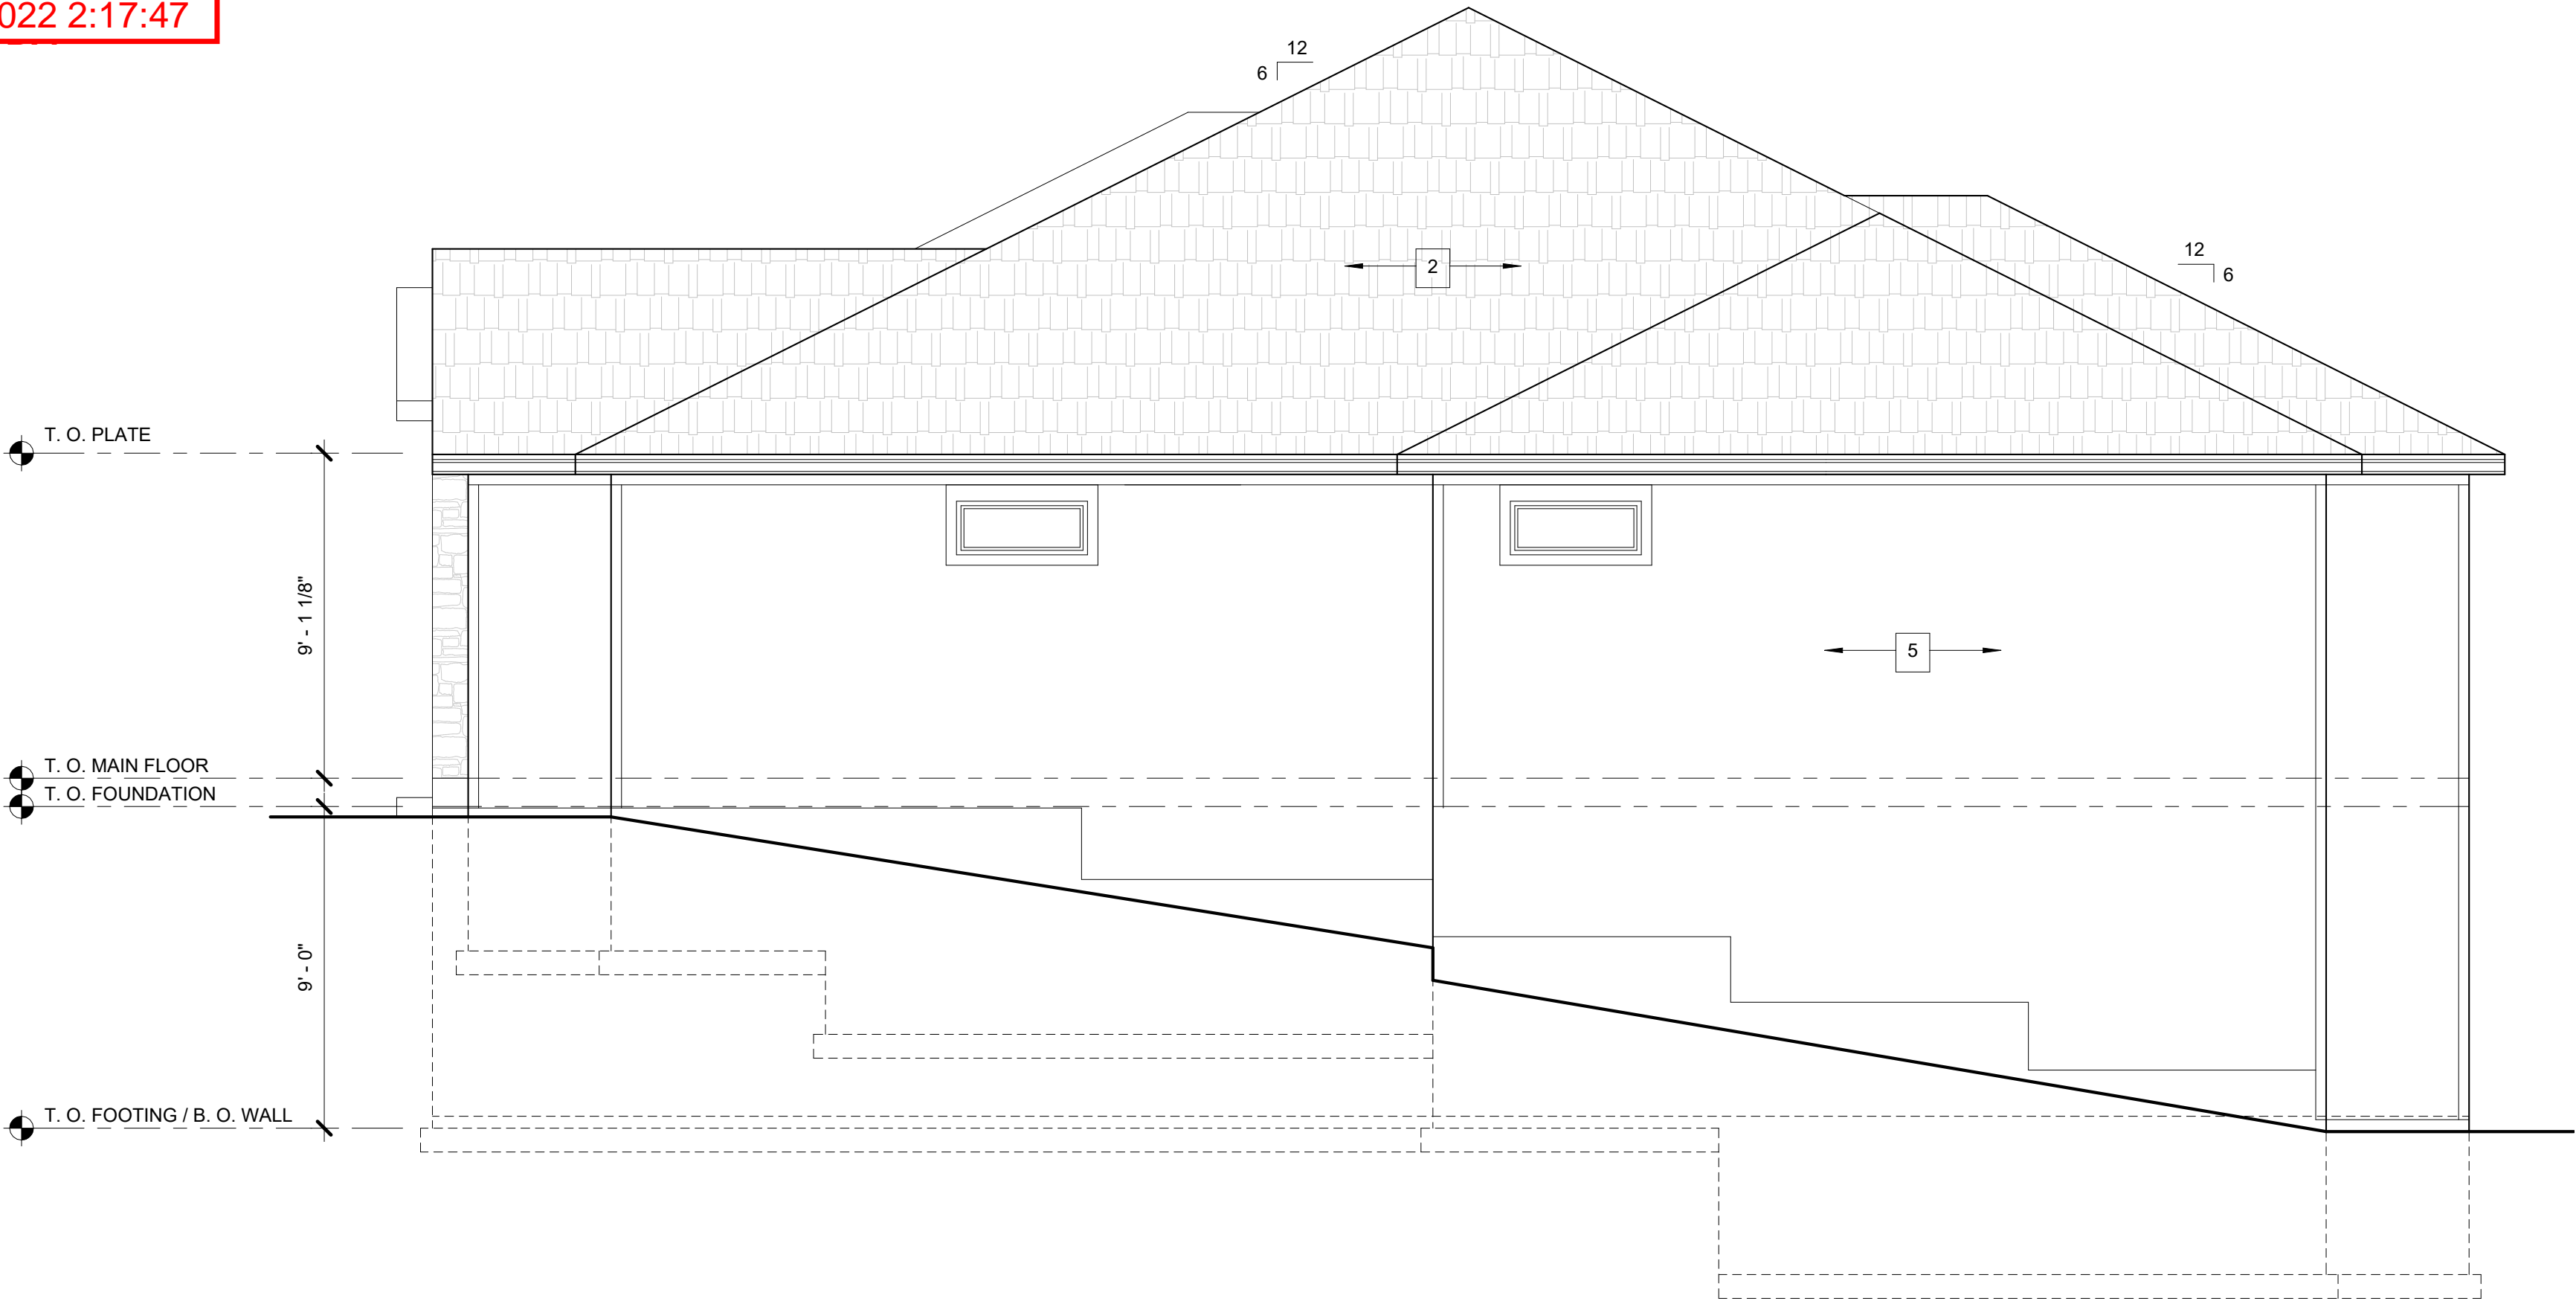 022 2:17:47
12
6
12
6
2
T. O. PLATE
9' - 1 1/8"
5
T. O. MAIN FLOOR
T. O. FOUNDATION
9' - 0"
T. O. FOOTING / B. O. WALL